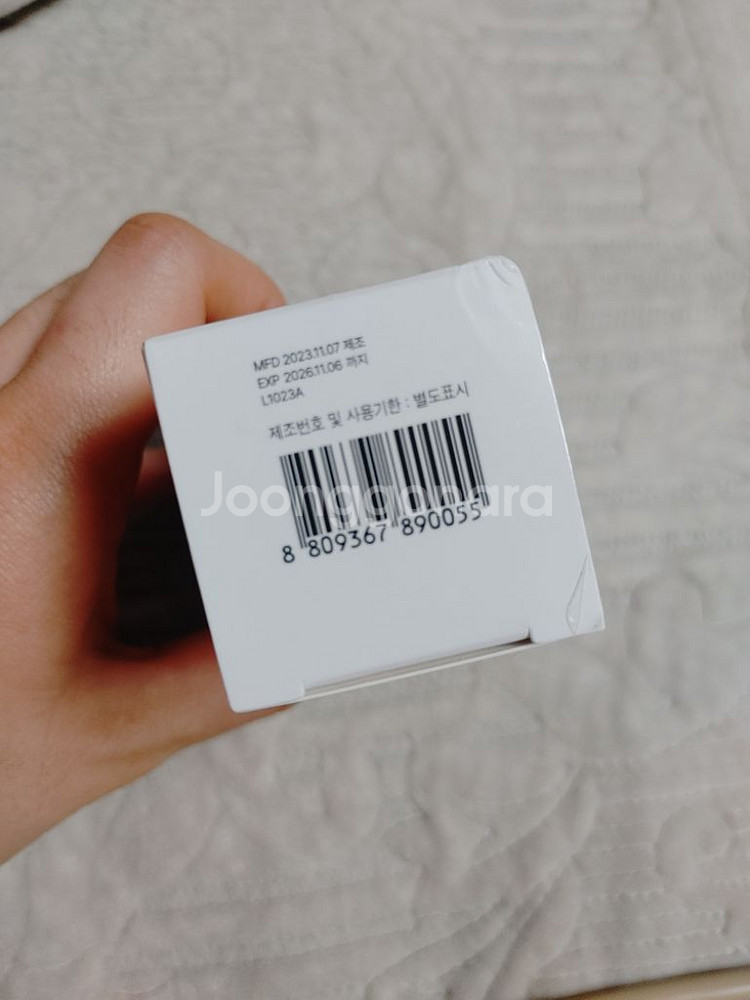 MFD 2023.11.07 제조
EXP 2026.11.06 까지
L1023A
제조번호 및 사용기한 : 별도표시
Joonggonara
8 809367 890055